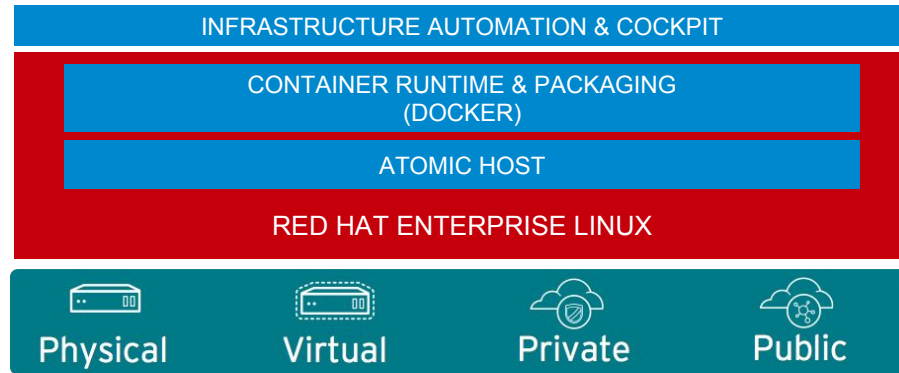 INFRASTRUCTURE AUTOMATION & COCKPIT
CONTAINER RUNTIME & PACKAGING
(DOCKER)
ATOMIC HOST
RED HAT ENTERPRISE LINUX
Physical Virtual Private Public